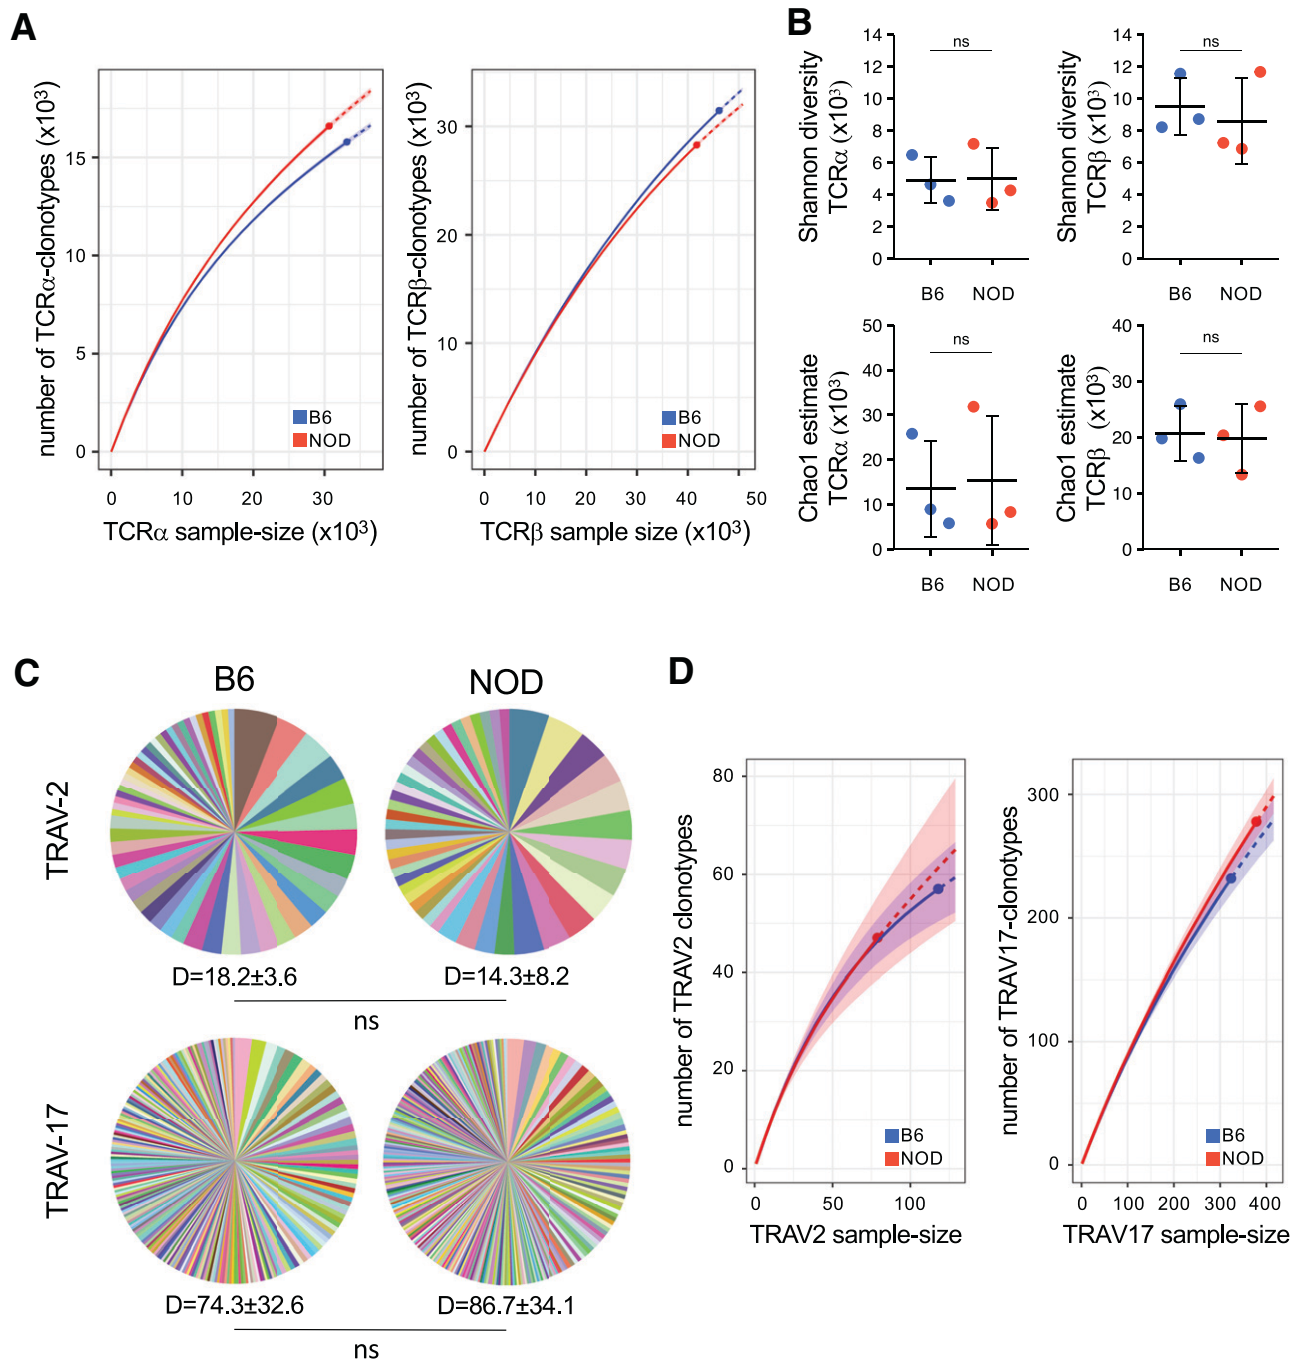 A
number of TCRα-clonotypes (x10³)
15
10
5
0
B6
NOD
0 10 20 30
TCRα sample-size (x10³)
number of TCRβ-clonotypes (x10³)
30
20
10
0
B6
NOD
0 10 20 30 40 50
TCRβ sample size (x10³)
B
Shannon diversity
TCRα (x10³)
14
12
10
8
6
4
2
0
ns
B6 NOD
Shannon diversity
TCRβ (x10³)
14
12
10
8
6
4
2
0
ns
B6 NOD
Chao1 estimate
TCRα (x10³)
50
40
30
20
10
0
ns
B6 NOD
Chao1 estimate
TCRβ (x10³)
40
30
20
10
0
ns
B6 NOD
C
B6 NOD
TRAV-2
D=18.2±3.6 D=14.3±8.2
ns
TRAV-17
D=74.3±32.6 D=86.7±34.1
ns
D
number of TRAV2 clonotypes
80
60
40
20
0
B6
NOD
0 50 100
TRAV2 sample-size
number of TRAV17-clonotypes
300
200
100
0
B6
NOD
0 100 200 300 400
TRAV17 sample-size